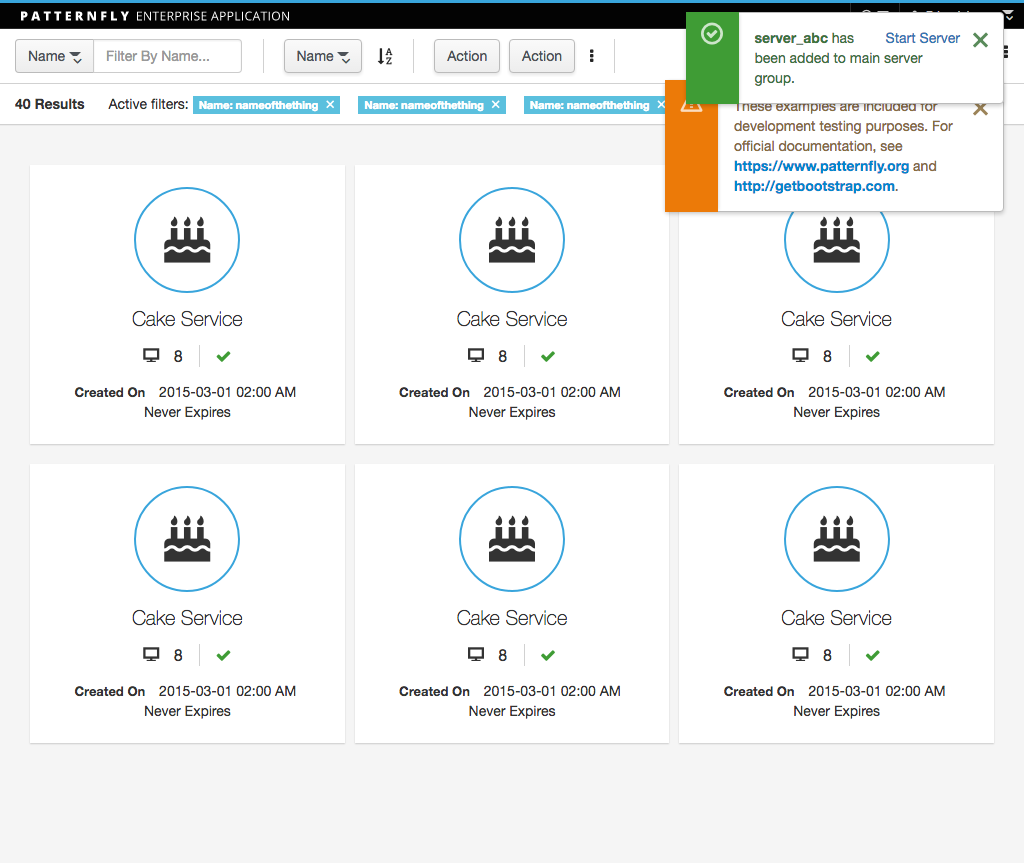 PATTERNFLY ENTERPRISE APPLICATION
Name Filter By Name... Name Action Action
server_abc has Start Server
been added to main server
group.
40 Results Active filters: Name: nameofthething Name: nameofthething Name: nameofthething
These examples are included for
development testing purposes. For
official documentation, see
https://www.patternfly.org and
http://getbootstrap.com.
Cake Service Cake Service Cake Service
8 8 8
Created On 2015-03-01 02:00 AM Created On 2015-03-01 02:00 AM Created On 2015-03-01 02:00 AM
Never Expires Never Expires Never Expires
Cake Service Cake Service Cake Service
8 8 8
Created On 2015-03-01 02:00 AM Created On 2015-03-01 02:00 AM Created On 2015-03-01 02:00 AM
Never Expires Never Expires Never Expires